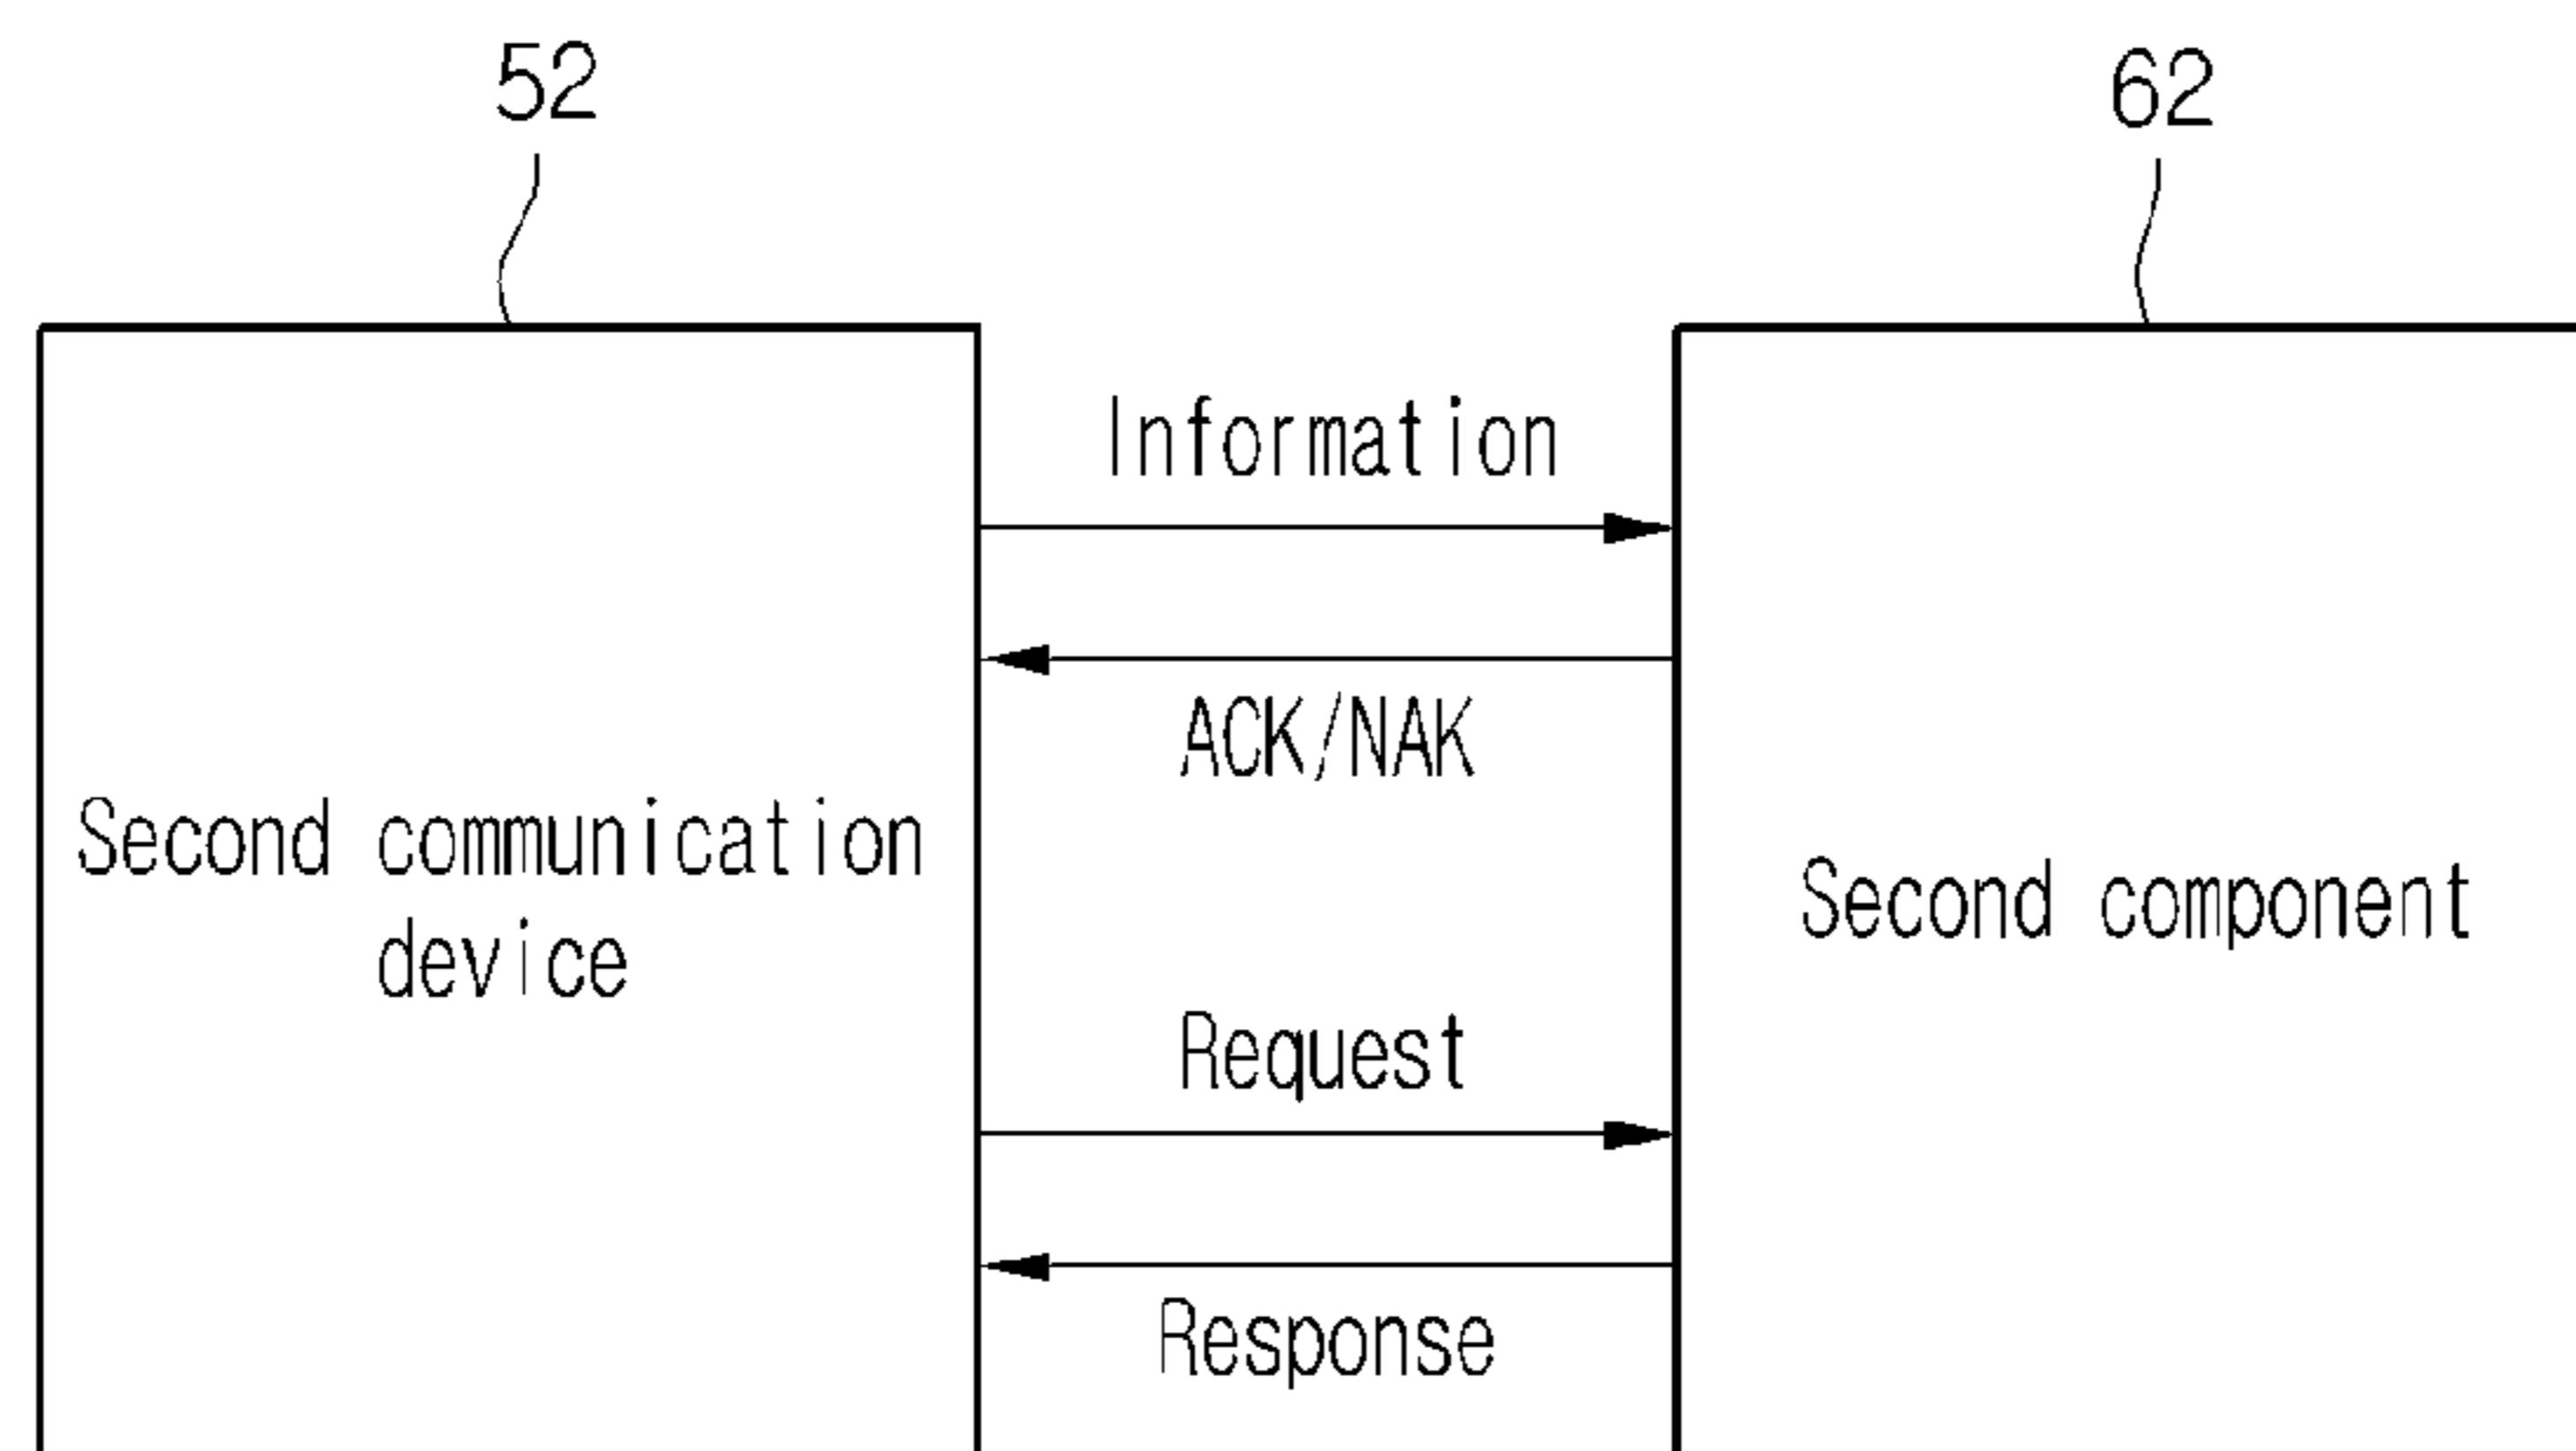 52
62
Information
ACK/NAK
Second communication
device
Second component
Request
Response